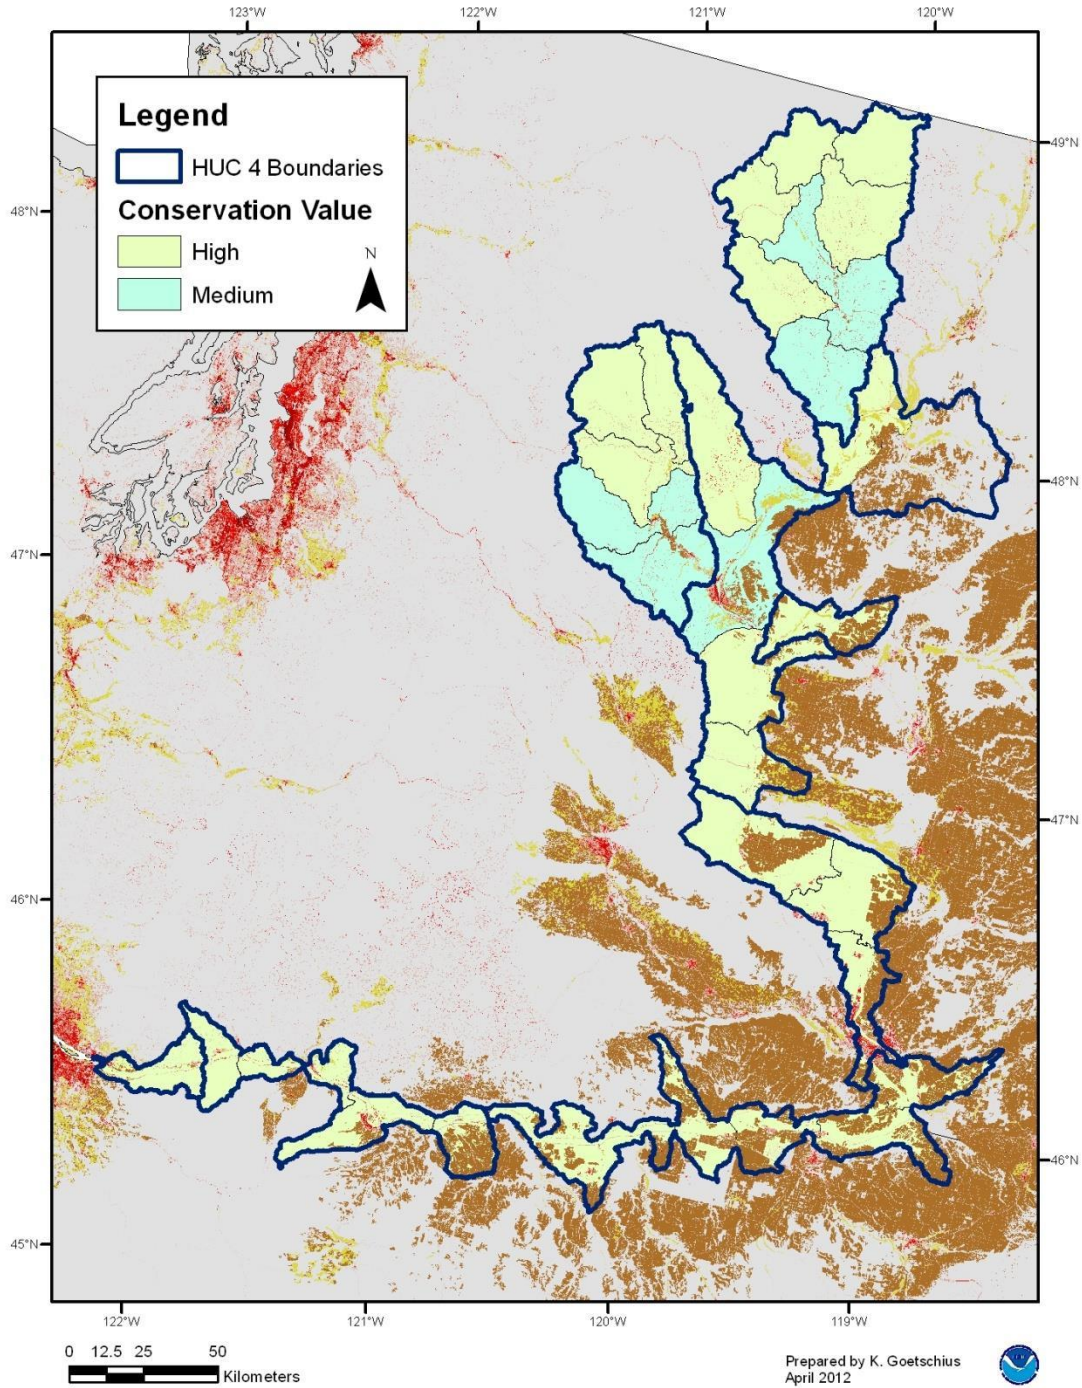 123°W 122°W 121°W 120°W
Legend
HUC 4 Boundaries
Conservation Value
High
Medium
N
49°N
48°N
48°N
47°N
47°N
46°N
46°N
45°N
122°W 121°W 120°W 119°W
0 12.5 25 50
Kilometers
Prepared by K. Goetschius
April 2012